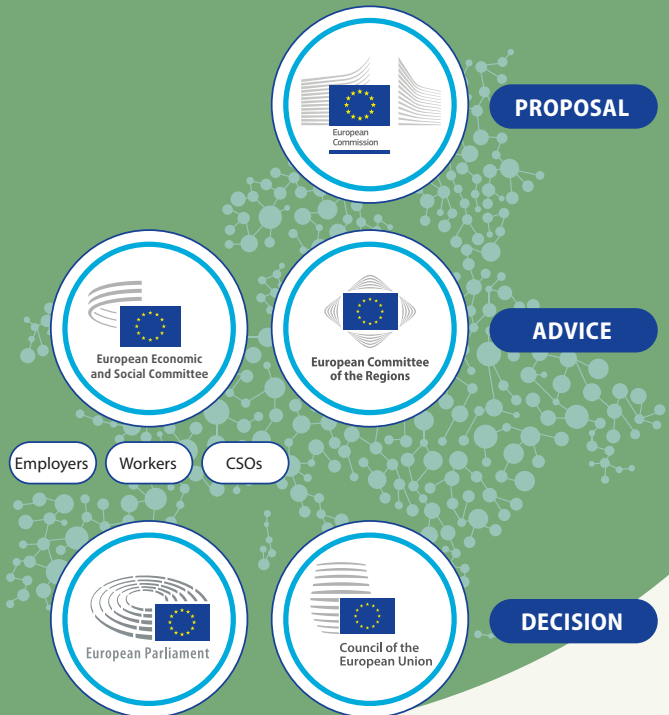 European
Commission
PROPOSAL
European Economic
and Social Committee
European Committee
of the Regions
ADVICE
Employers
Workers
CSOs
European Parliament
Council of the
European Union
DECISION